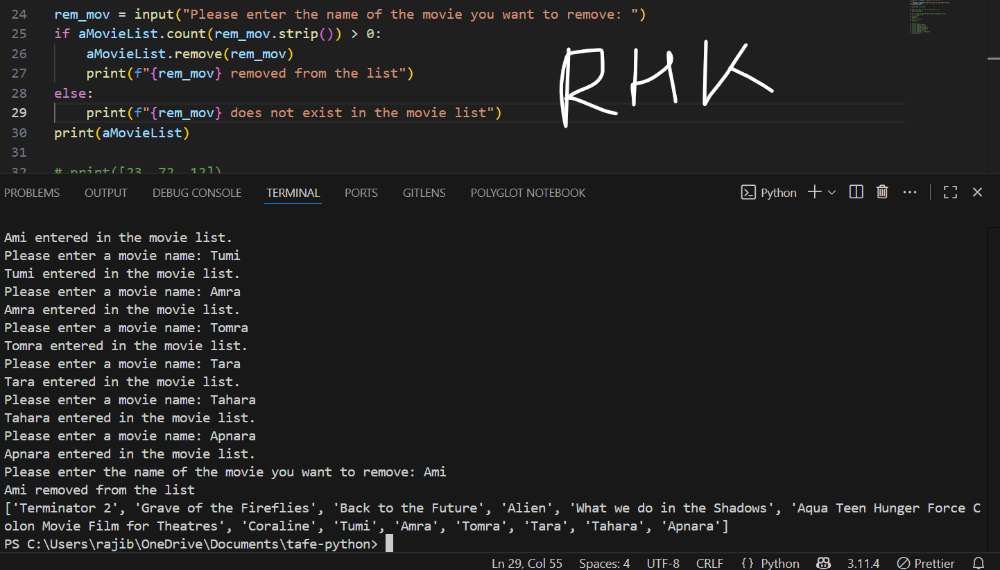 24 rem_mov = input("Please enter the name of the movie you want to remove: ")
25 if aMovieList.count(rem_mov.strip()) > 0:
26 aMovieList.remove(rem_mov)
27 print(f"{rem_mov} removed from the list")
28 else:
29 print(f"{rem_mov} does not exist in the movie list")
30 print(aMovieList)
31
32 # print([23, 72, 12])
RHK
PROBLEMS OUTPUT DEBUG CONSOLE TERMINAL PORTS GITLENS POLYGLOT NOTEBOOK Python
Ami entered in the movie list.
Please enter a movie name: Tumi
Tumi entered in the movie list.
Please enter a movie name: Amra
Amra entered in the movie list.
Please enter a movie name: Tomra
Tomra entered in the movie list.
Please enter a movie name: Tara
Tara entered in the movie list.
Please enter a movie name: Tahara
Tahara entered in the movie list.
Please enter a movie name: Apnara
Apnara entered in the movie list.
Please enter the name of the movie you want to remove: Ami
Ami removed from the list
['Terminator 2', 'Grave of the Fireflies', 'Back to the Future', 'Alien', 'What we do in the Shadows', 'Aqua Teen Hunger Force C
olon Movie Film for Theatres', 'Coraline', 'Tumi', 'Amra', 'Tomra', 'Tara', 'Tahara', 'Apnara']
PS C:\Users\rajib\OneDrive\Documents\tafe-python>
Ln 29, Col 55 Spaces: 4 UTF-8 CRLF {} Python 3.11.4 Prettier